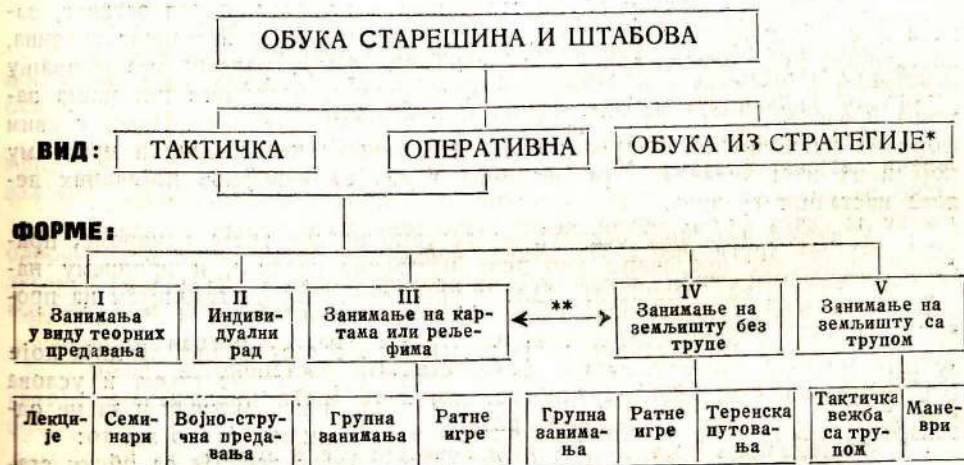 ОБУКА СТАРЕШИНА И ШТАБОВА
ВИД:
ТАКТИЧКА
ОПЕРАТИВНА
ОБУКА ИЗ СТРАТЕГИЈЕ*
ФОРМЕ:
I
Занимања
у виду теорних
предавања
II
Индиви-
дуални
рад
III
Занимање на кар-
тама или реље-
фима
**
IV
Занимање на
земљишту без
трупе
V
Занимање на
земљишту са
трупом
Лекци-
је
Семи-
нари
Војно-стру-
чна преда-
вања
Групна
занимања
Ратне
игре
Групна
занима-
ња
Ратне
игре
Теренска
путова-
ња
Тактичка
вежба
са тру-
пом
Мане-
ври